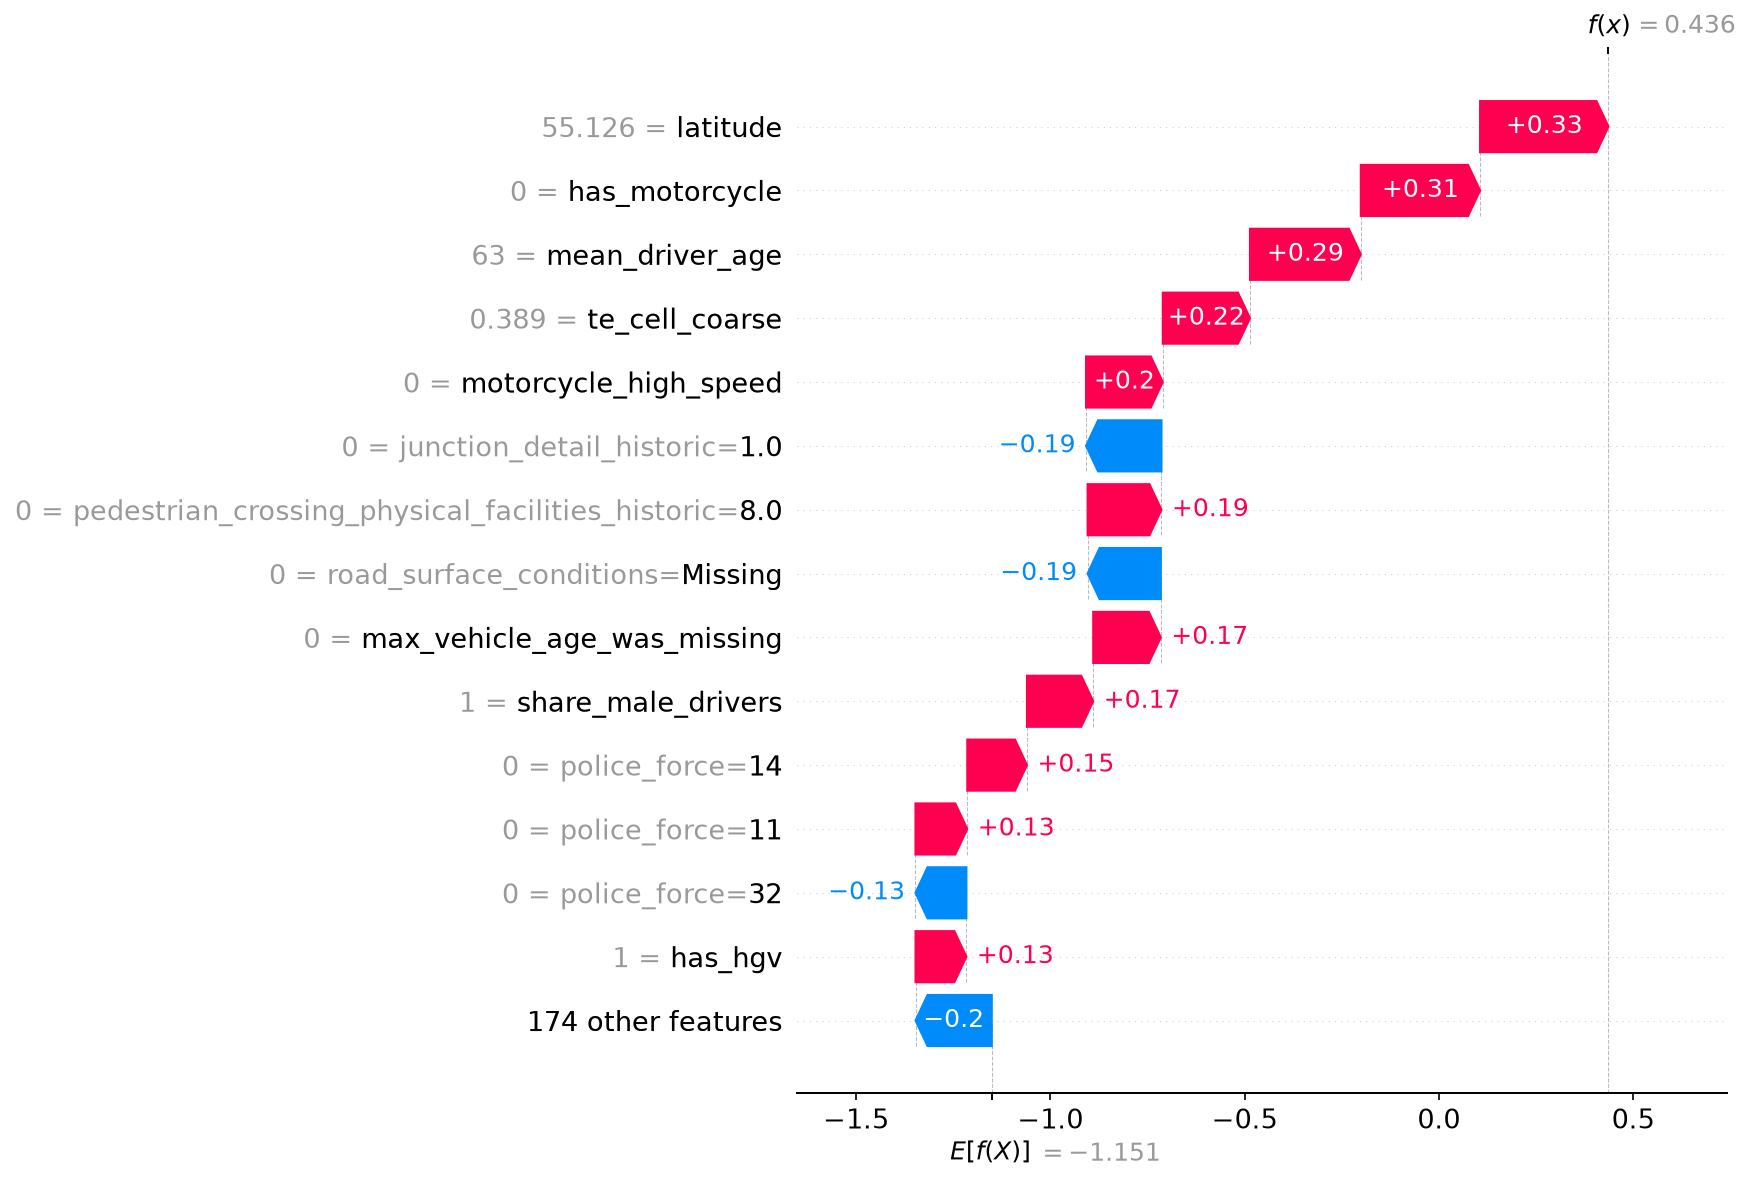 f(x) = 0.436
55.126 = latitude +0.33
0 = has_motorcycle +0.31
63 = mean_driver_age +0.29
0.389 = te_cell_coarse +0.22
0 = motorcycle_high_speed +0.2
0 = junction_detail_historic=1.0 −0.19
0 = pedestrian_crossing_physical_facilities_historic=8.0 +0.19
0 = road_surface_conditions=Missing −0.19
0 = max_vehicle_age_was_missing +0.17
1 = share_male_drivers +0.17
0 = police_force=14 +0.15
0 = police_force=11 +0.13
0 = police_force=32 −0.13
1 = has_hgv +0.13
174 other features −0.2
−1.5 −1.0 −0.5 0.0 0.5
E[f(X)] = −1.151